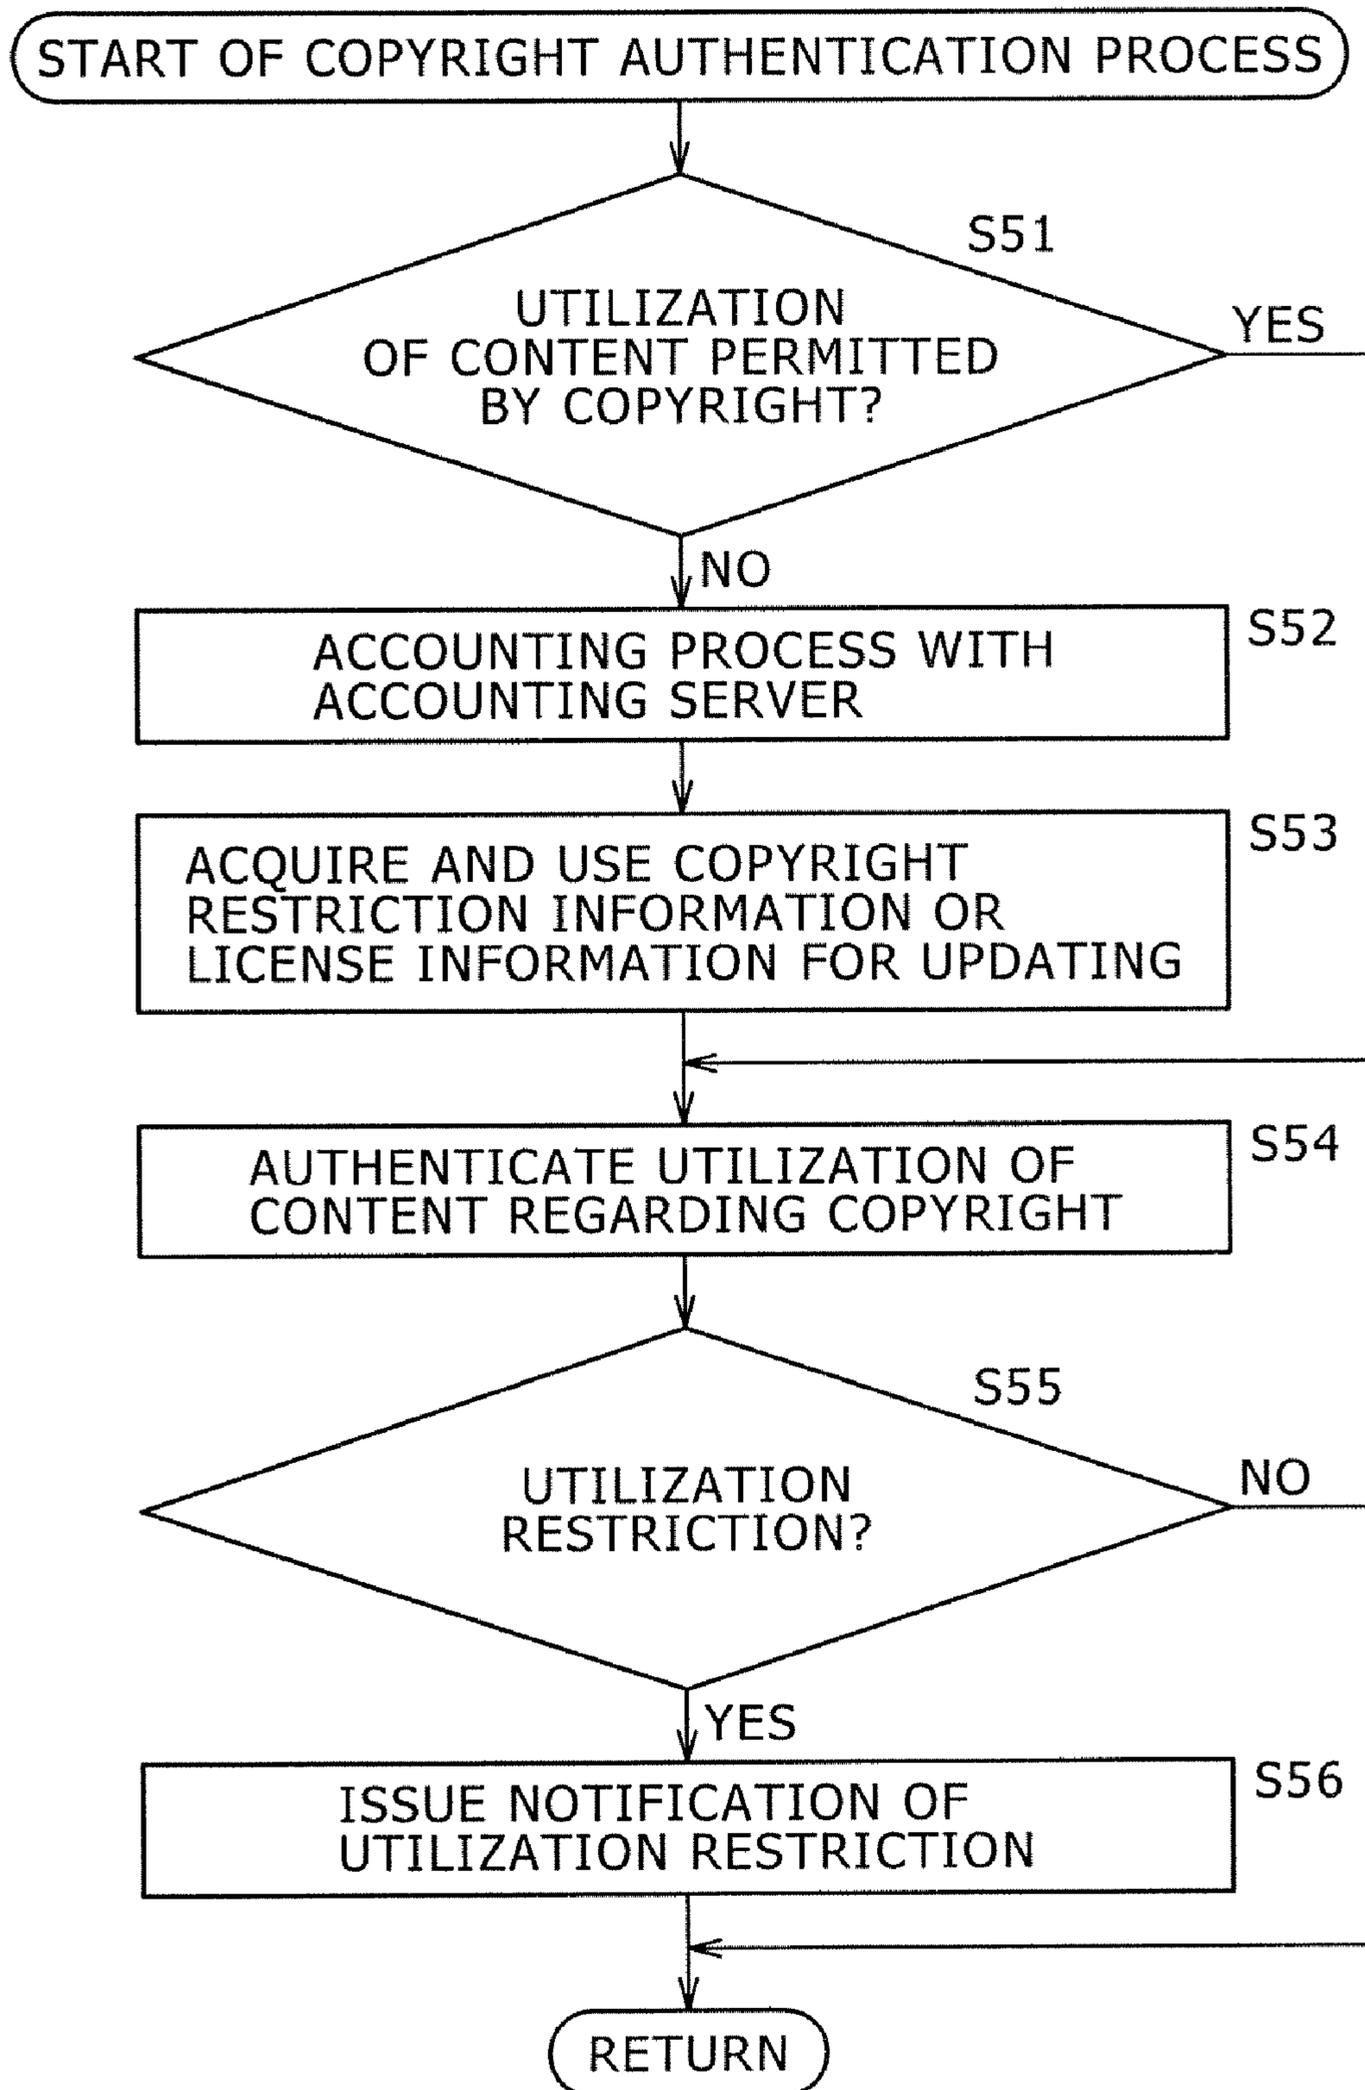 START OF COPYRIGHT AUTHENTICATION PROCESS
S51
UTILIZATION
OF CONTENT PERMITTED
BY COPYRIGHT?
YES
NO
S52
ACCOUNTING PROCESS WITH
ACCOUNTING SERVER
S53
ACQUIRE AND USE COPYRIGHT
RESTRICTION INFORMATION OR
LICENSE INFORMATION FOR UPDATING
S54
AUTHENTICATE UTILIZATION OF
CONTENT REGARDING COPYRIGHT
S55
UTILIZATION
RESTRICTION?
NO
YES
S56
ISSUE NOTIFICATION OF
UTILIZATION RESTRICTION
RETURN